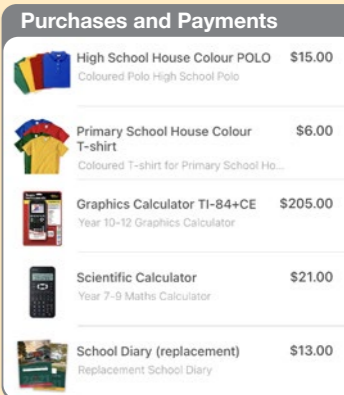 Purchases and Payments
High School House Colour POLO $15.00
Coloured Polo High School Polo
Primary School House Colour $6.00
T-shirt
Coloured T-shirt for Primary School Ho...
Graphics Calculator TI-84+CE $205.00
Year 10-12 Graphics Calculator
Scientific Calculator $21.00
Year 7-9 Maths Calculator
School Diary (replacement) $13.00
Replacement School Diary